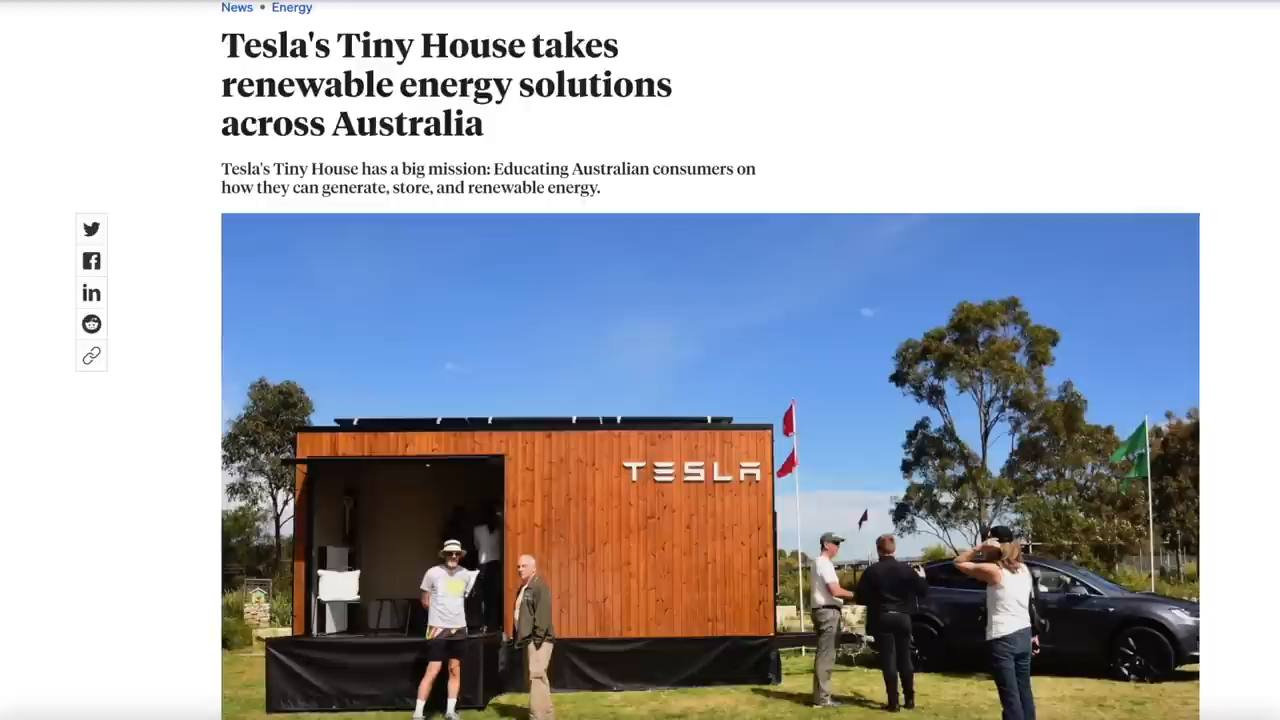 News • Energy
Tesla's Tiny House takes
renewable energy solutions
across Australia
Tesla's Tiny House has a big mission: Educating Australian consumers on
how they can generate, store, and renewable energy.
in
TESLA